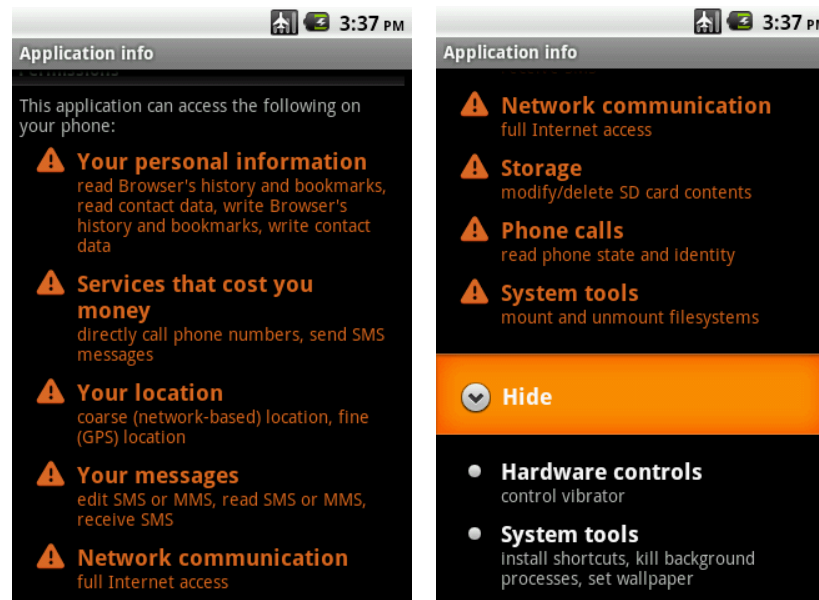 3:37 PM
Application info
Permissions
This application can access the following on
your phone:
Your personal information
read Browser's history and bookmarks,
read contact data, write Browser's
history and bookmarks, write contact
data
Services that cost you
money
directly call phone numbers, send SMS
messages
Your location
coarse (network-based) location, fine
(GPS) location
Your messages
edit SMS or MMS, read SMS or MMS,
receive SMS
Network communication
full Internet access
3:37 PM
Application info
Network communication
full Internet access
Storage
modify/delete SD card contents
Phone calls
read phone state and identity
System tools
mount and unmount filesystems
Hide
Hardware controls
control vibrator
System tools
install shortcuts, kill background
processes, set wallpaper